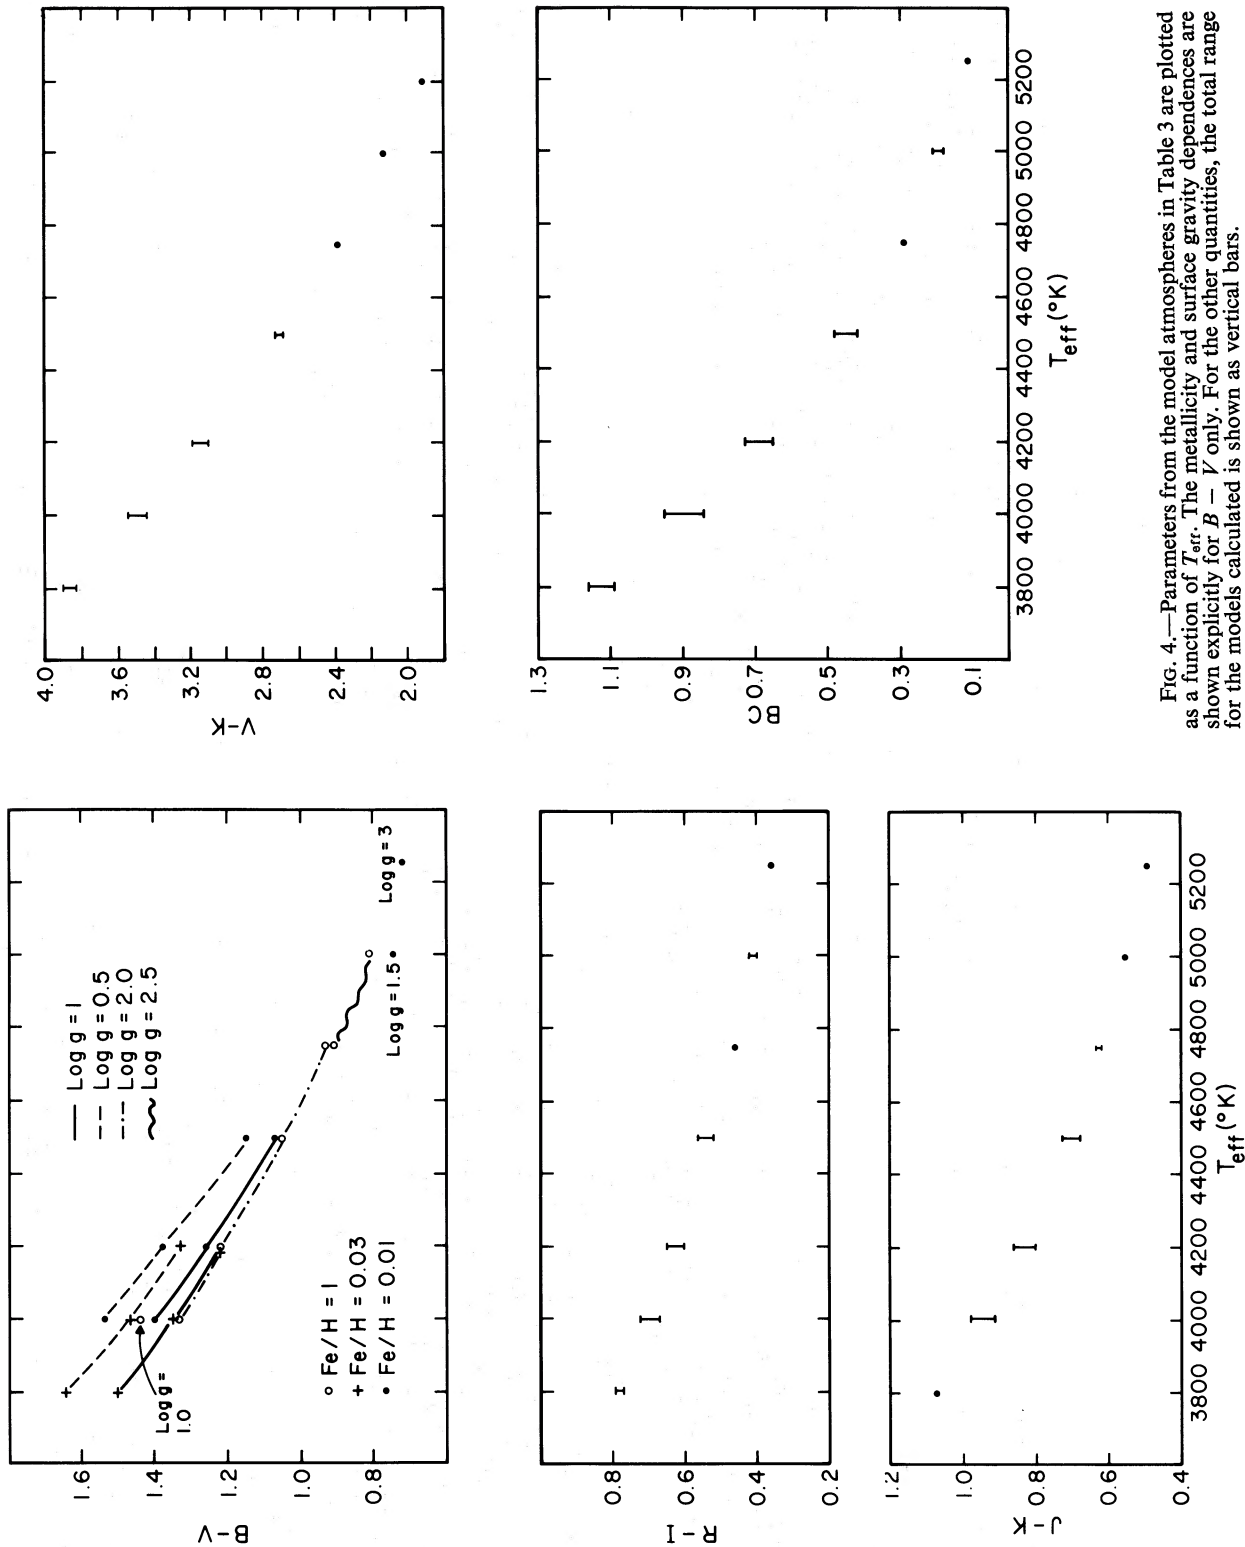 B-V
1.6
1.4
1.2
1.0
0.8
Log g = 1
Log g = 0.5
Log g = 2.0
Log g = 2.5
Log g =
1.0
Log g = 1.5
Log g = 3
Fe/H = 1
Fe/H = 0.03
Fe/H = 0.01
R-I
0.8
0.6
0.4
0.2
J-K
1.2
1.0
0.8
0.6
0.4
3800 4000 4200 4400 4600 4800 5000 5200
Teff (°K)
V-K
4.0
3.6
3.2
2.8
2.4
2.0
BC
1.3
1.1
0.9
0.7
0.5
0.3
0.1
3800 4000 4200 4400 4600 4800 5000 5200
Teff (°K)
FIG. 4.—Parameters from the model atmospheres in Table 3 are plotted
as a function of Teff. The metallicity and surface gravity dependences are
shown explicitly for B − V only. For the other quantities, the total range
for the models calculated is shown as vertical bars.